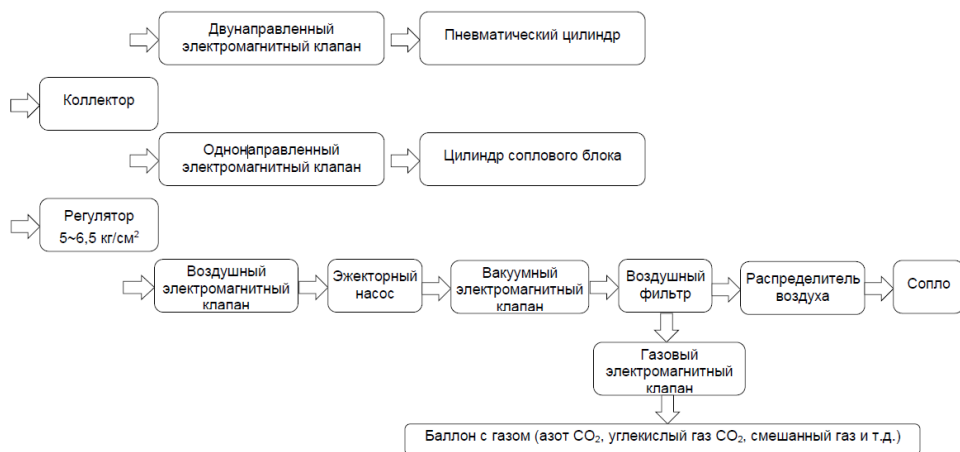 Двунаправленный
электромагнитный клапан
Пневматический цилиндр
Коллектор
Однонаправленный
электромагнитный клапан
Цилиндр соплового блока
Регулятор
5~6,5 кг/см²
Воздушный
электромагнитный
клапан
Эжекторный
насос
Вакуумный
электромагнитный
клапан
Воздушный
фильтр
Распределитель
воздуха
Сопло
Газовый
электромагнитный
клапан
Баллон с газом (азот CO₂, углекислый газ CO₂, смешанный газ и т.д.)